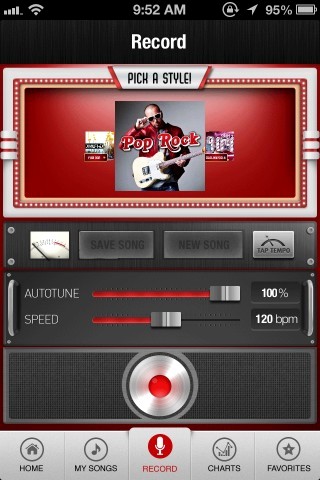 9:52 AM
95%
Record
PICK A STYLE!
Pop Rock
SAVE SONG
NEW SONG
TAP TEMPO
AUTOTUNE
100%
SPEED
120 bpm
HOME
MY SONGS
RECORD
CHARTS
FAVORITES